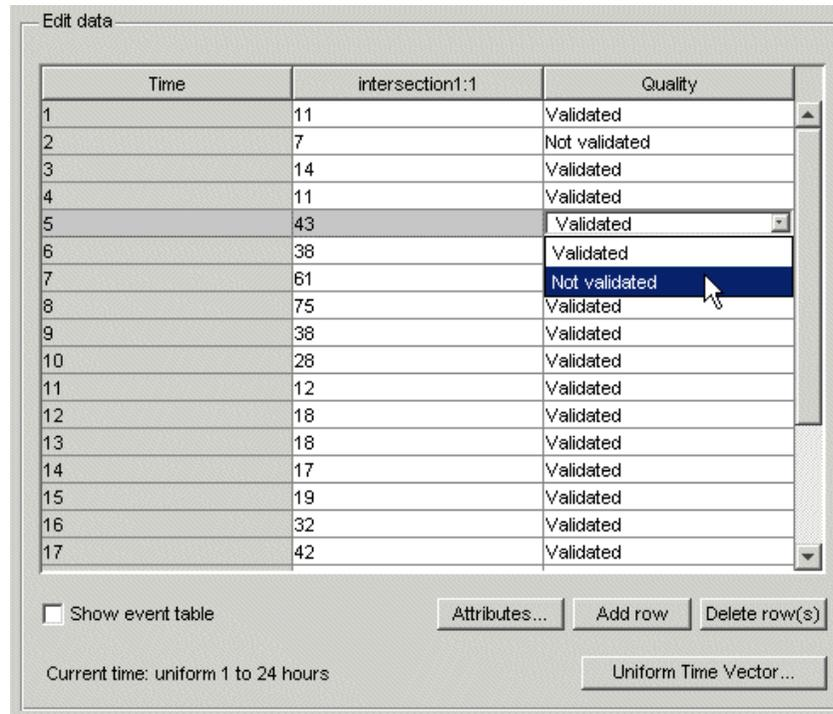 Edit data
Time intersection1:1 Quality
1 11 Validated
2 7 Not validated
3 14 Validated
4 11 Validated
5 43 Validated
6 38 Validated
7 61 Not validated
8 75 Validated
9 38 Validated
10 28 Validated
11 12 Validated
12 18 Validated
13 18 Validated
14 17 Validated
15 19 Validated
16 32 Validated
17 42 Validated
Show event table Attributes... Add row Delete row(s)
Current time: uniform 1 to 24 hours Uniform Time Vector...